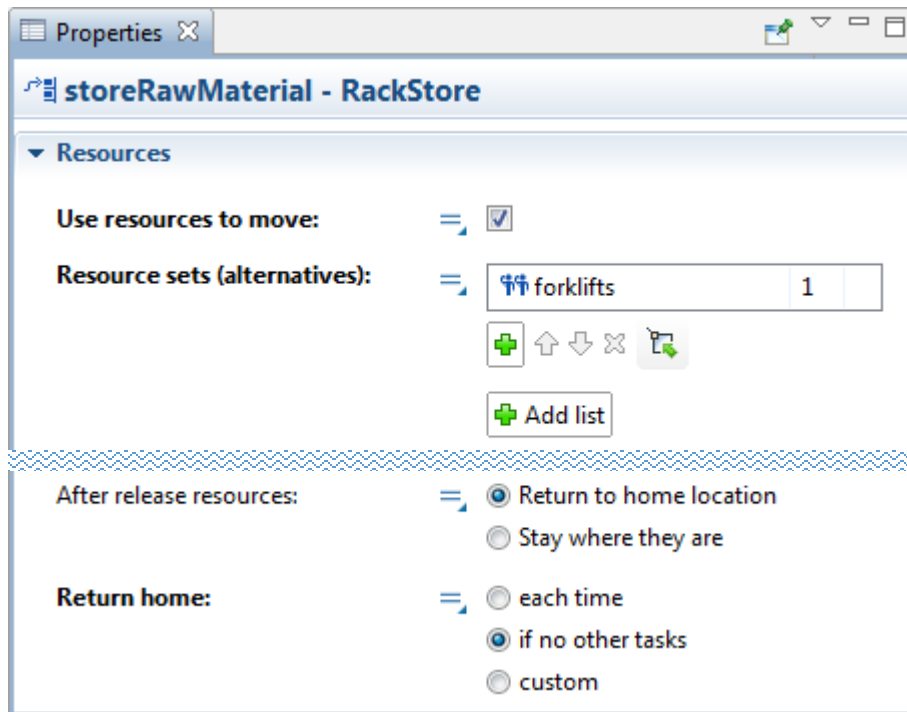 Properties
storeRawMaterial - RackStore
Resources
Use resources to move:
Resource sets (alternatives): forklifts 1
Add list
After release resources: Return to home location
Stay where they are
Return home: each time
if no other tasks
custom